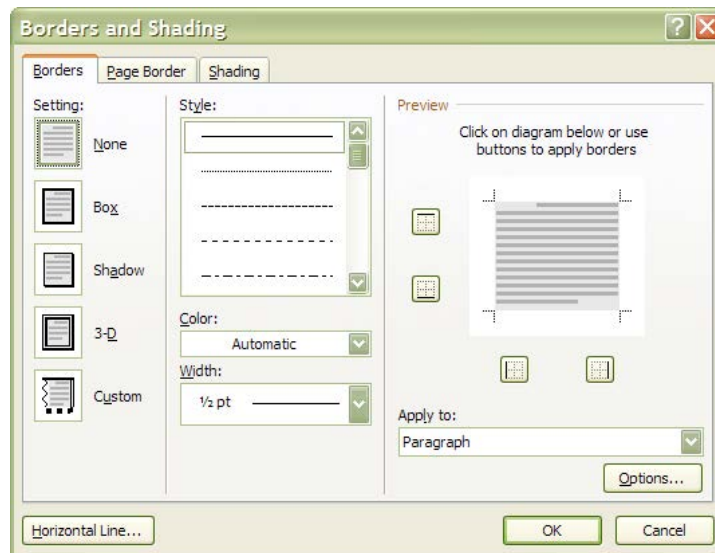 Borders and Shading
Borders
Page Border
Shading
Setting:
None
Box
Shadow
3-D
Custom
Style:
Color:
Automatic
Width:
½ pt
Preview
Click on diagram below or use
buttons to apply borders
Apply to:
Paragraph
Options...
Horizontal Line...
OK
Cancel